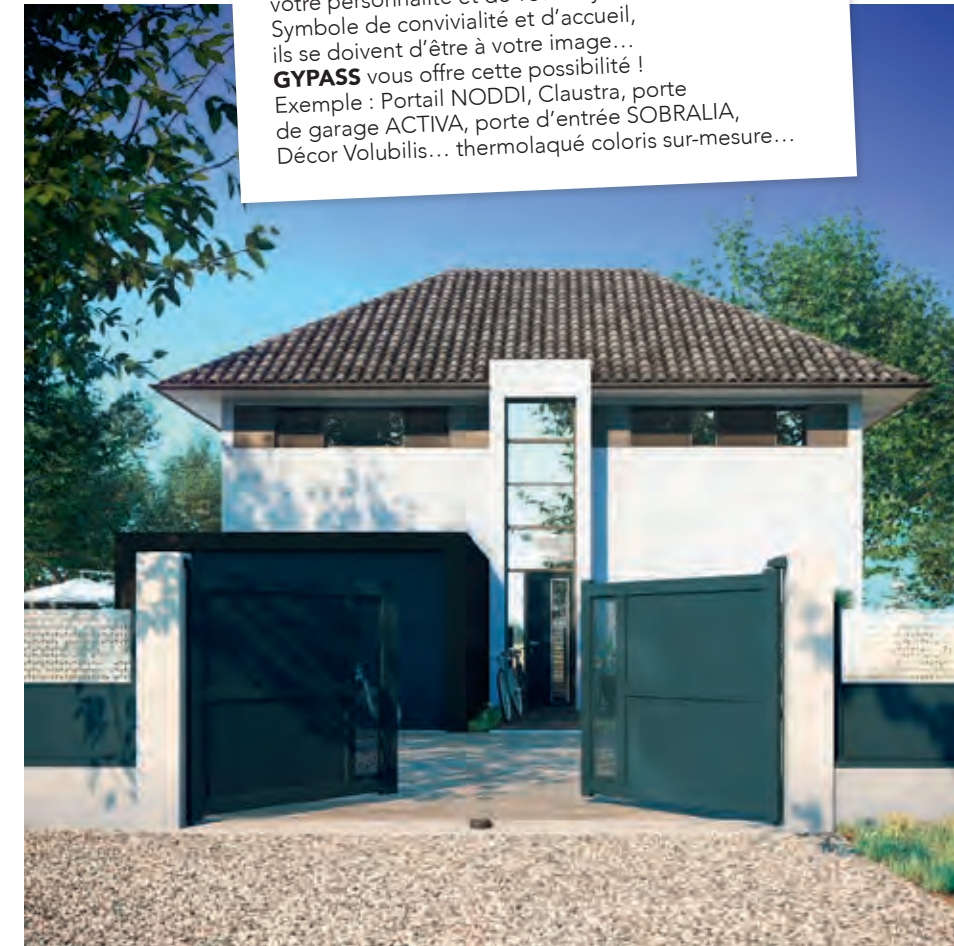 votre personnalité et de
Symbole de convivialité et d'accueil,
ils se doivent d'être à votre image…
GYPASS vous offre cette possibilité !
Exemple : Portail NODDI, Claustra, porte
de garage ACTIVA, porte d'entrée SOBRALIA,
Décor Volubilis… thermolaqué coloris sur-mesure…